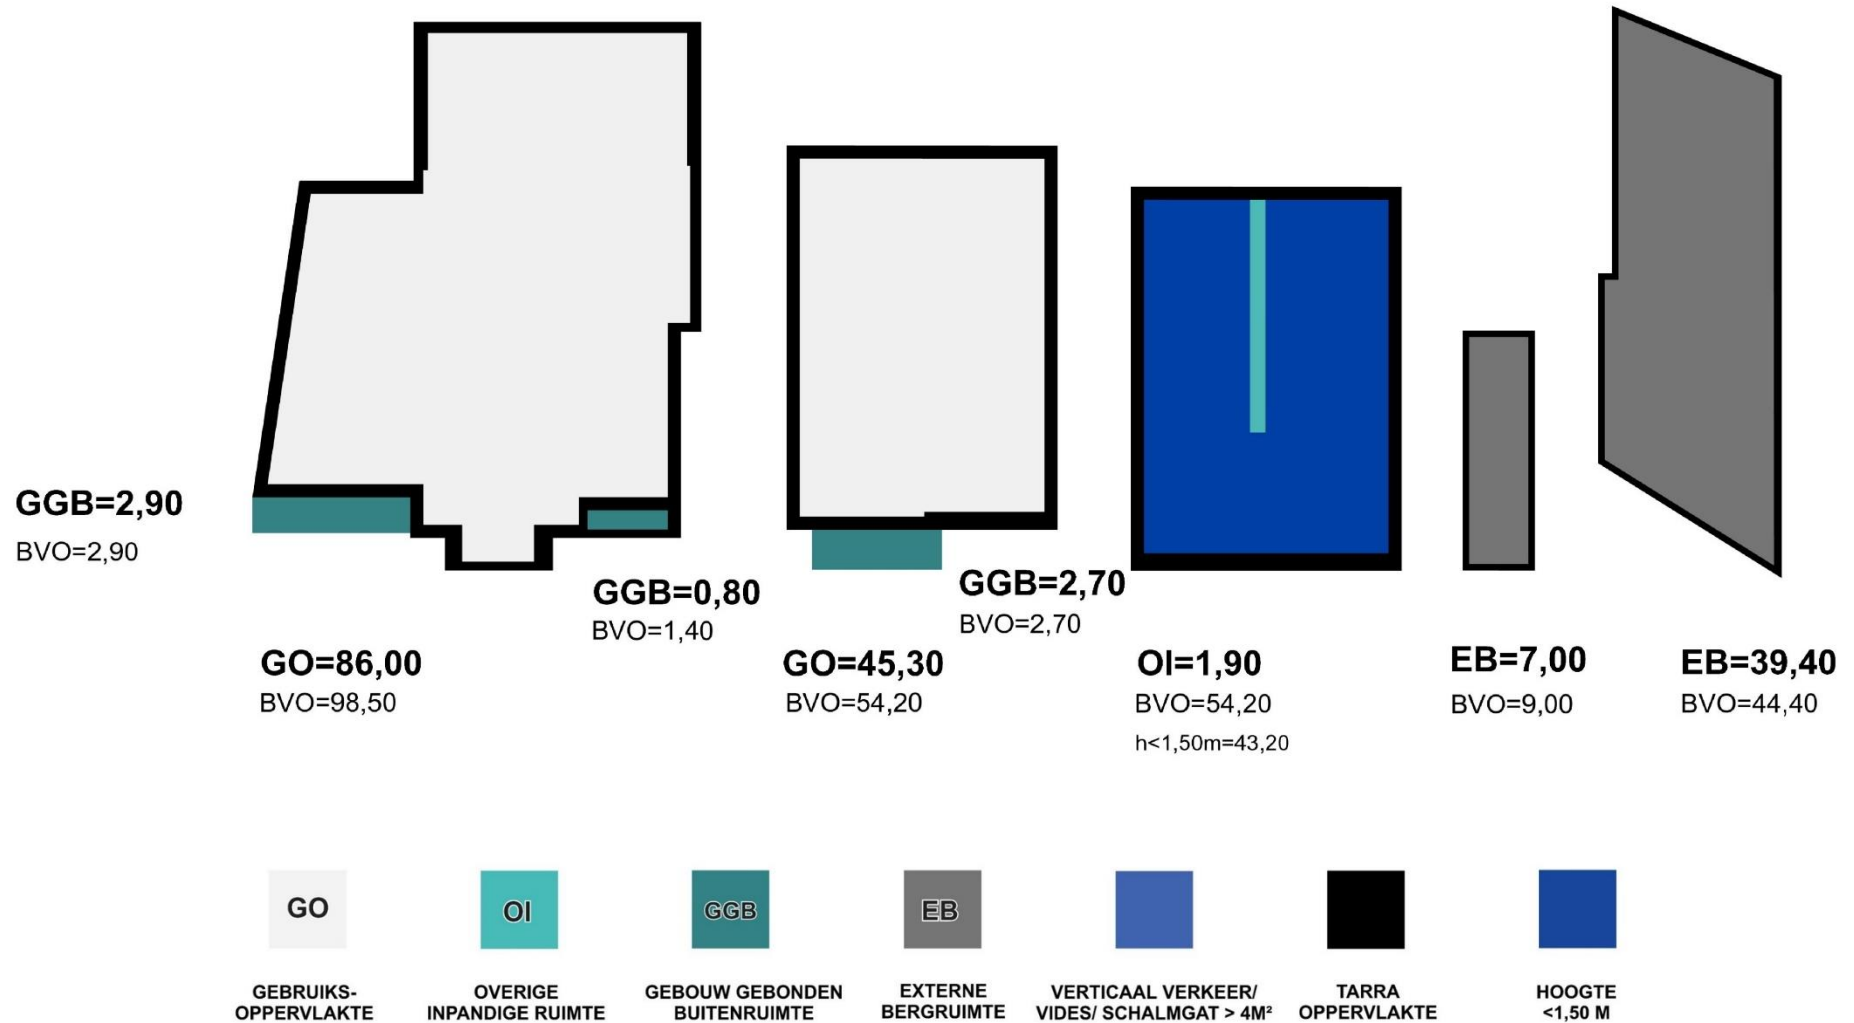 GGB=2,90
BVO=2,90
GGB=0,80
BVO=1,40
GO=86,00
BVO=98,50
GGB=2,70
BVO=2,70
GO=45,30
BVO=54,20
OI=1,90
BVO=54,20
h<1,50m=43,20
EB=7,00
BVO=9,00
EB=39,40
BVO=44,40
GO
OI
GGB
EB
GEBRUIKS-
OPPERVLAKTE
OVERIGE
INPANDIGE RUIMTE
GEBOUW GEBONDEN
BUITENRUIMTE
EXTERNE
BERGRUIMTE
VERTICAAL VERKEER/
VIDES/ SCHALMGAT > 4M²
TARRA
OPPERVLAKTE
HOOGTE
<1,50 M